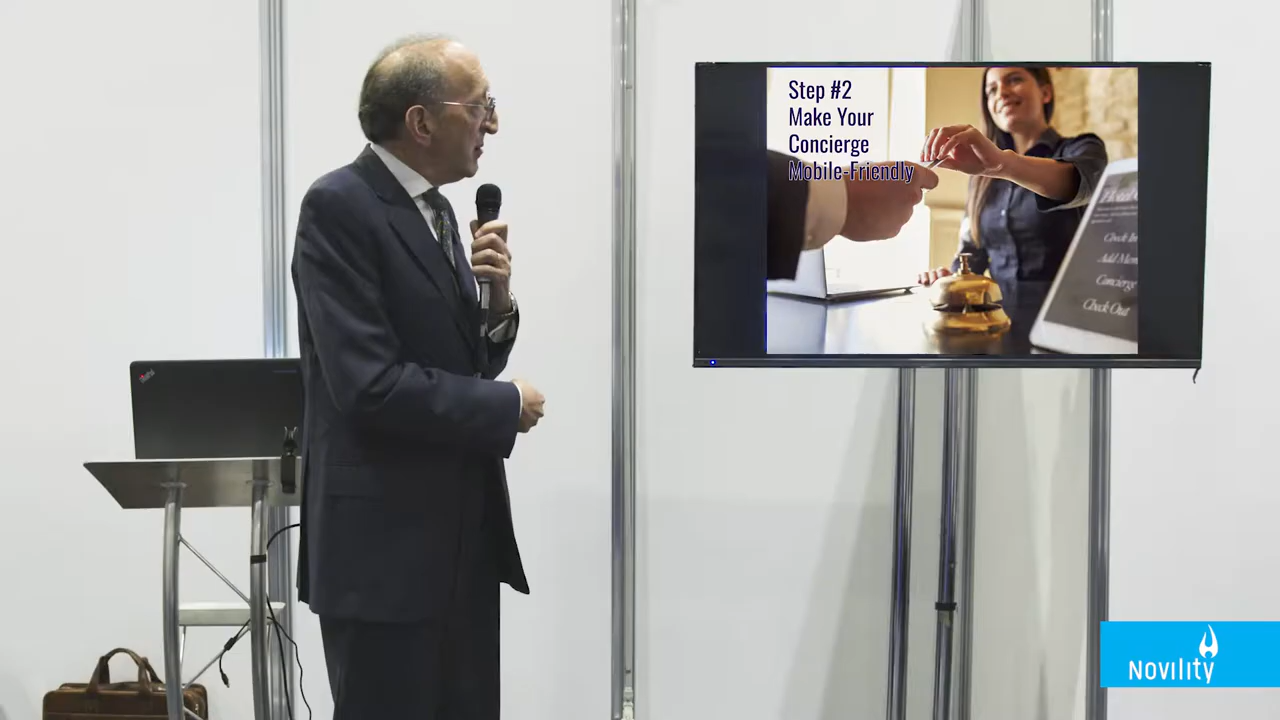 Step #2
Make Your
Concierge
Mobile-Friendly
Check In
Concierge
Check Out
NOVILITY